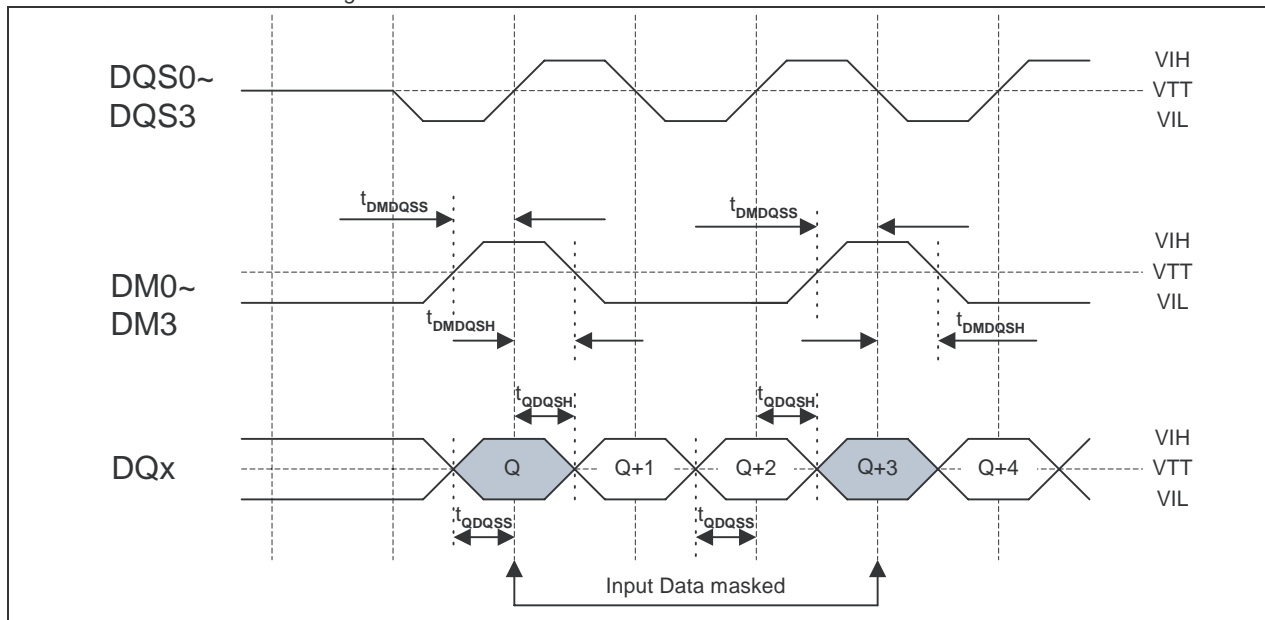 DQS0~
DQS3
VIH
VTT
VIL
tDMDQSS
tDMDQSS
DM0~
DM3
VIH
VTT
VIL
tDMDQSH
tDMDQSH
tQDQSH
tQDQSH
DQx
Q
Q+1
Q+2
Q+3
Q+4
VIH
VTT
VIL
tQDQSS
tQDQSS
Input Data masked